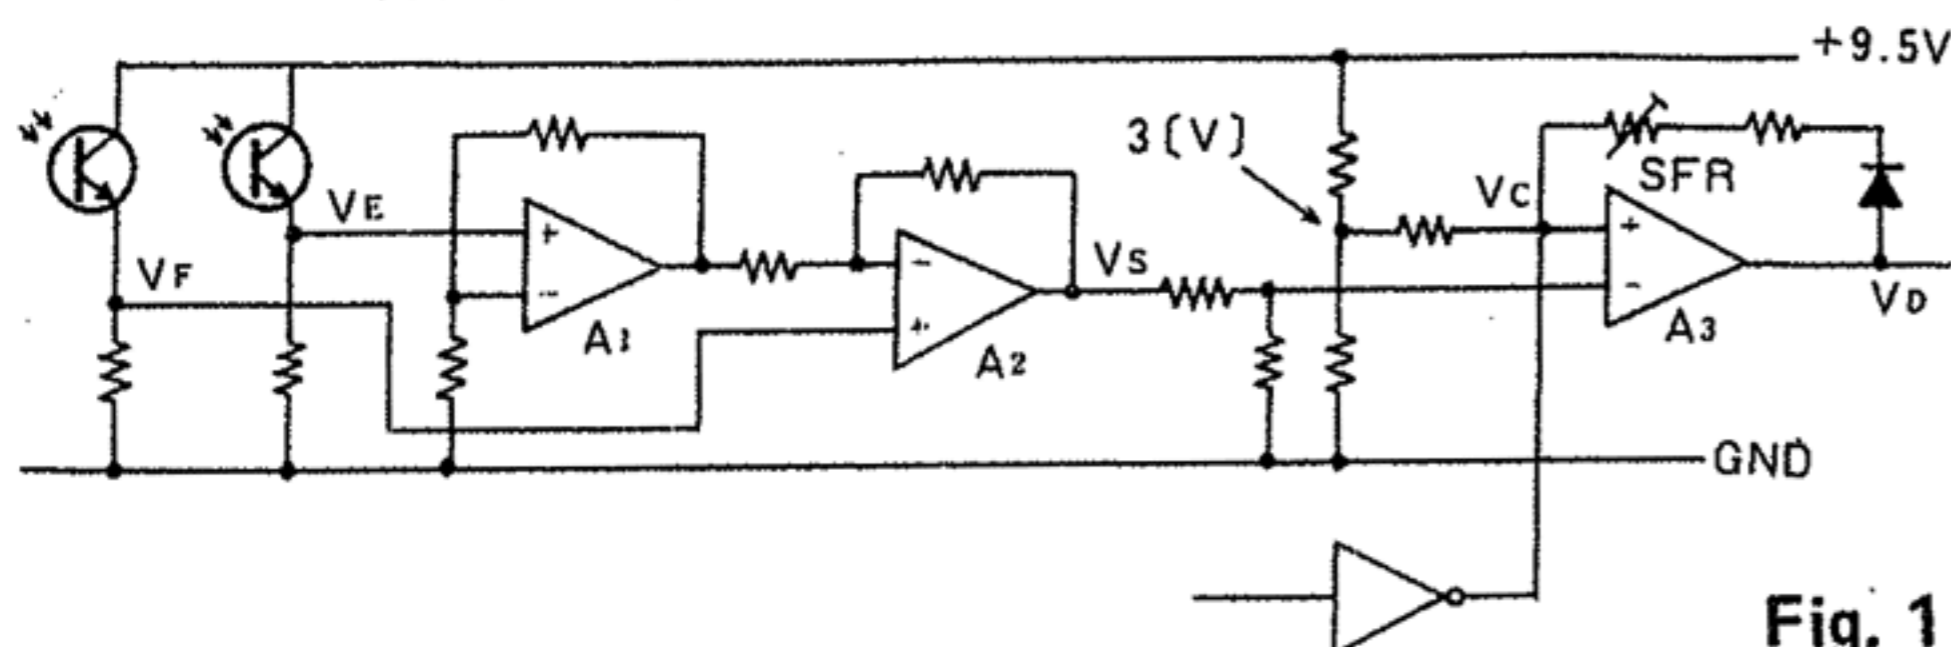 +9.5V
3(V)
SFR
VC
VE
VF
VS
+
-
A1
-
+
A2
+
-
A3
VD
GND
Fig. 1